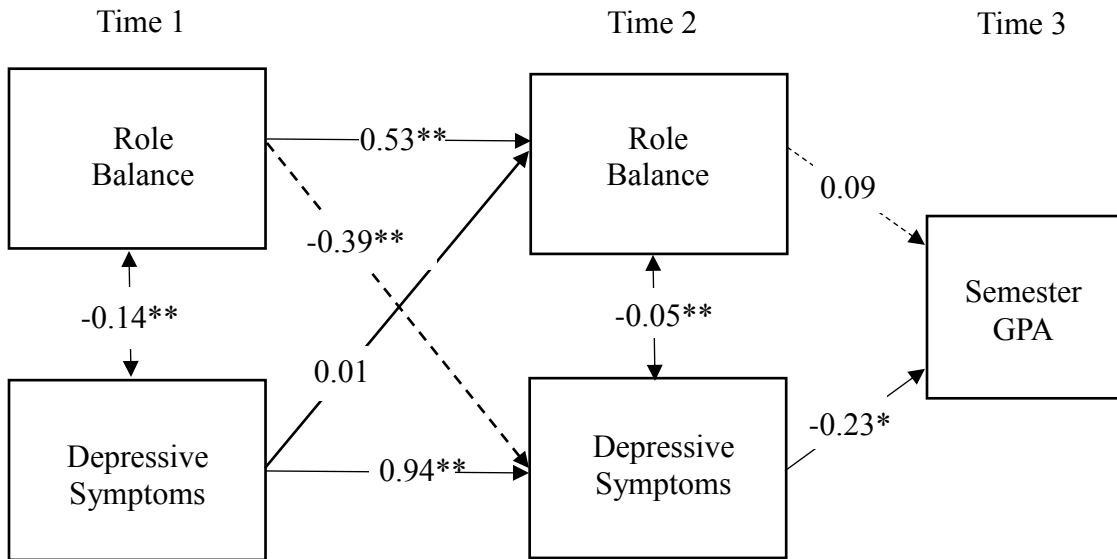 Time 1
Time 2
Time 3
Role
Balance
0.53**
Role
Balance
0.09
-0.39**
Semester
GPA
-0.14**
-0.05**
0.01
-0.23*
Depressive
Symptoms
0.94**
Depressive
Symptoms